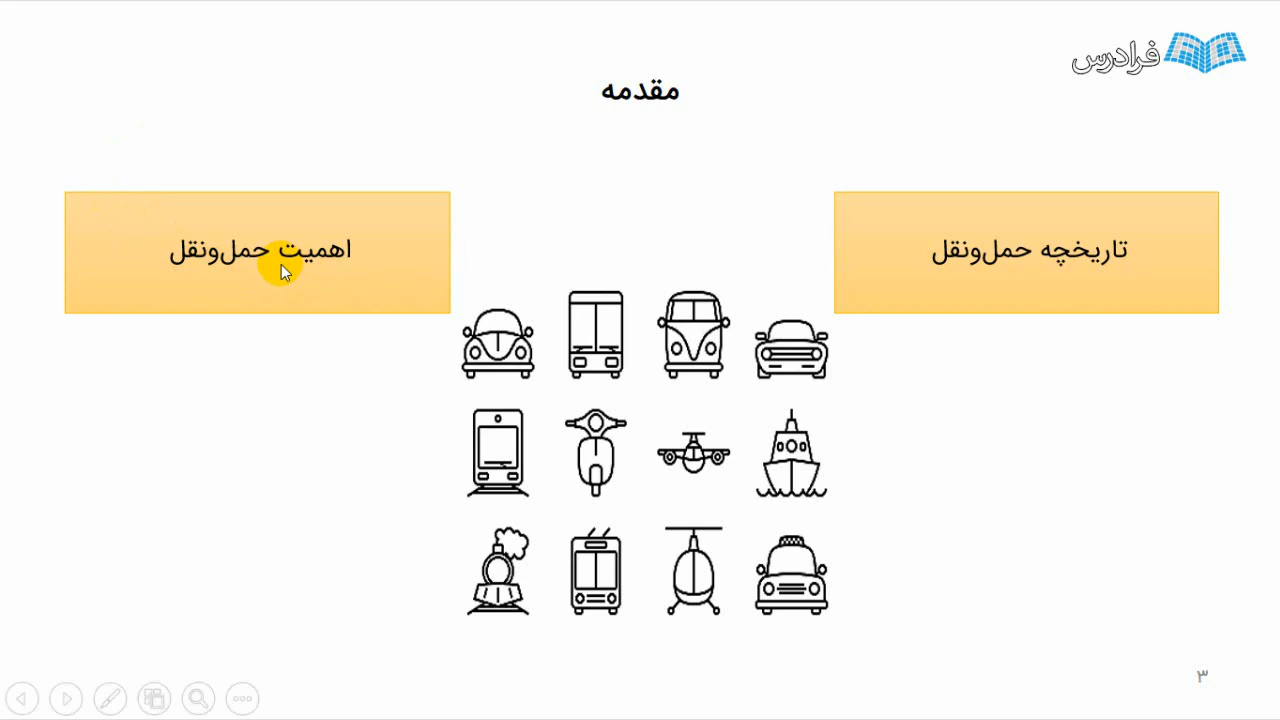 فرادرس
مقدمه
تاریخچه حمل‌ونقل
اهمیت حمل‌ونقل
۳